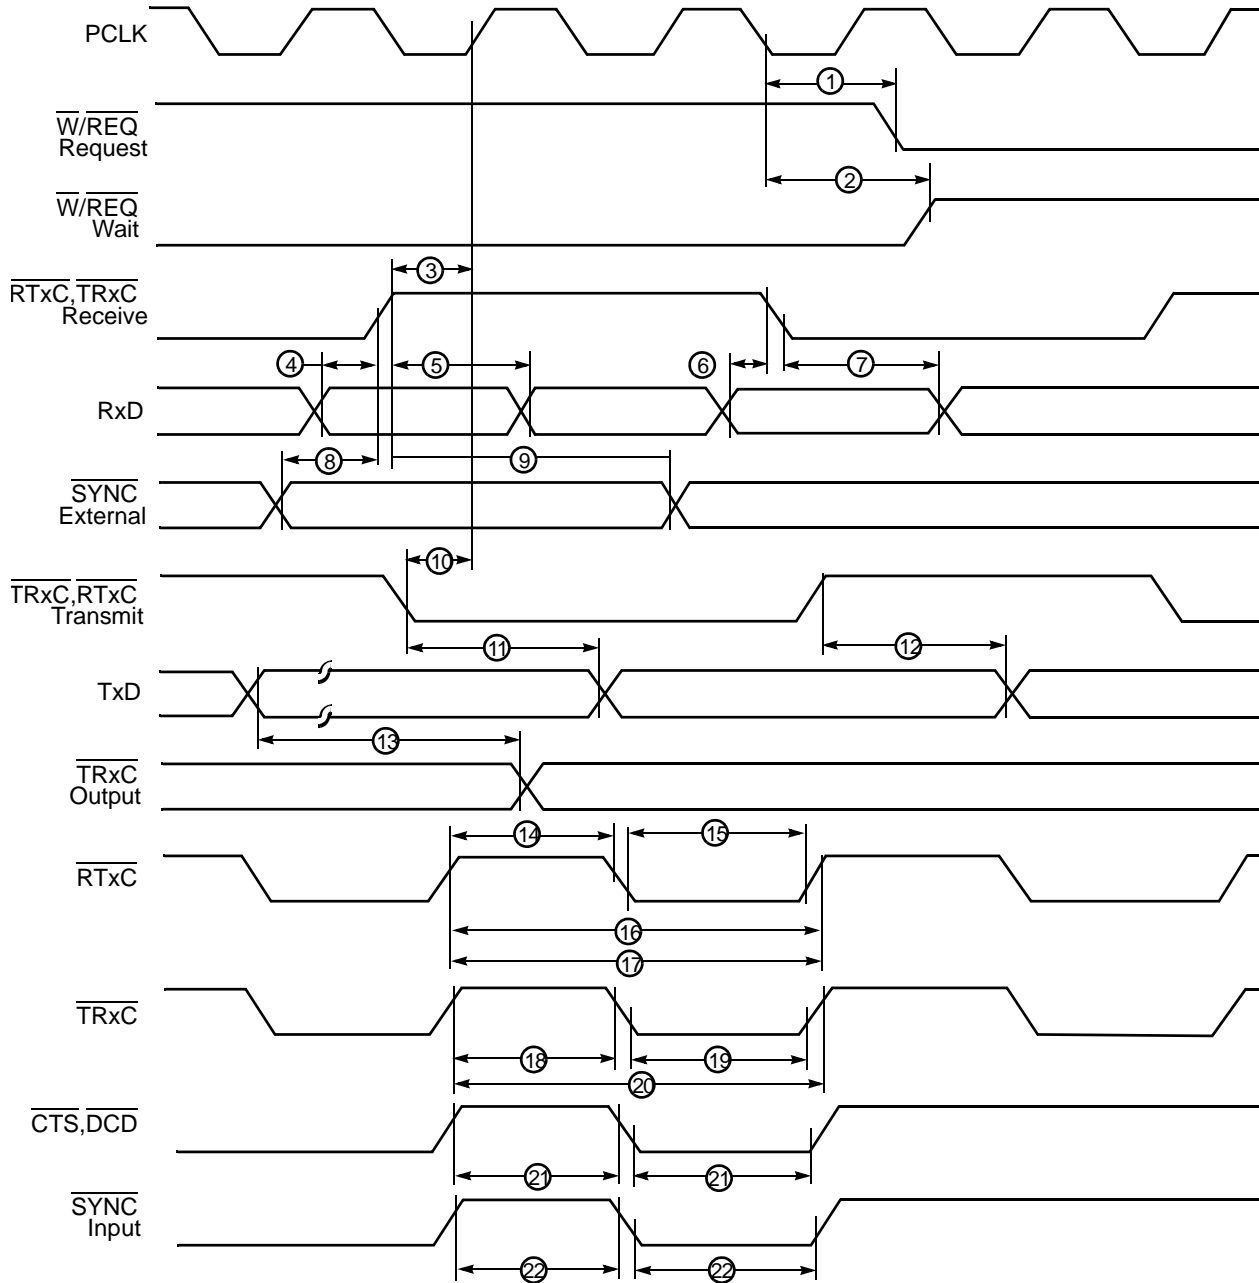 PCLK
1
W/REQ
Request
2
W/REQ
Wait
3
RTxC,TRxC
Receive
4
5
6
7
RxD
8
9
SYNC
External
10
TRxC,RTxC
Transmit
11
12
TxD
13
TRxC
Output
14
15
RTxC
16
17
TRxC
18
19
20
CTS,DCD
21
21
SYNC
Input
22
22